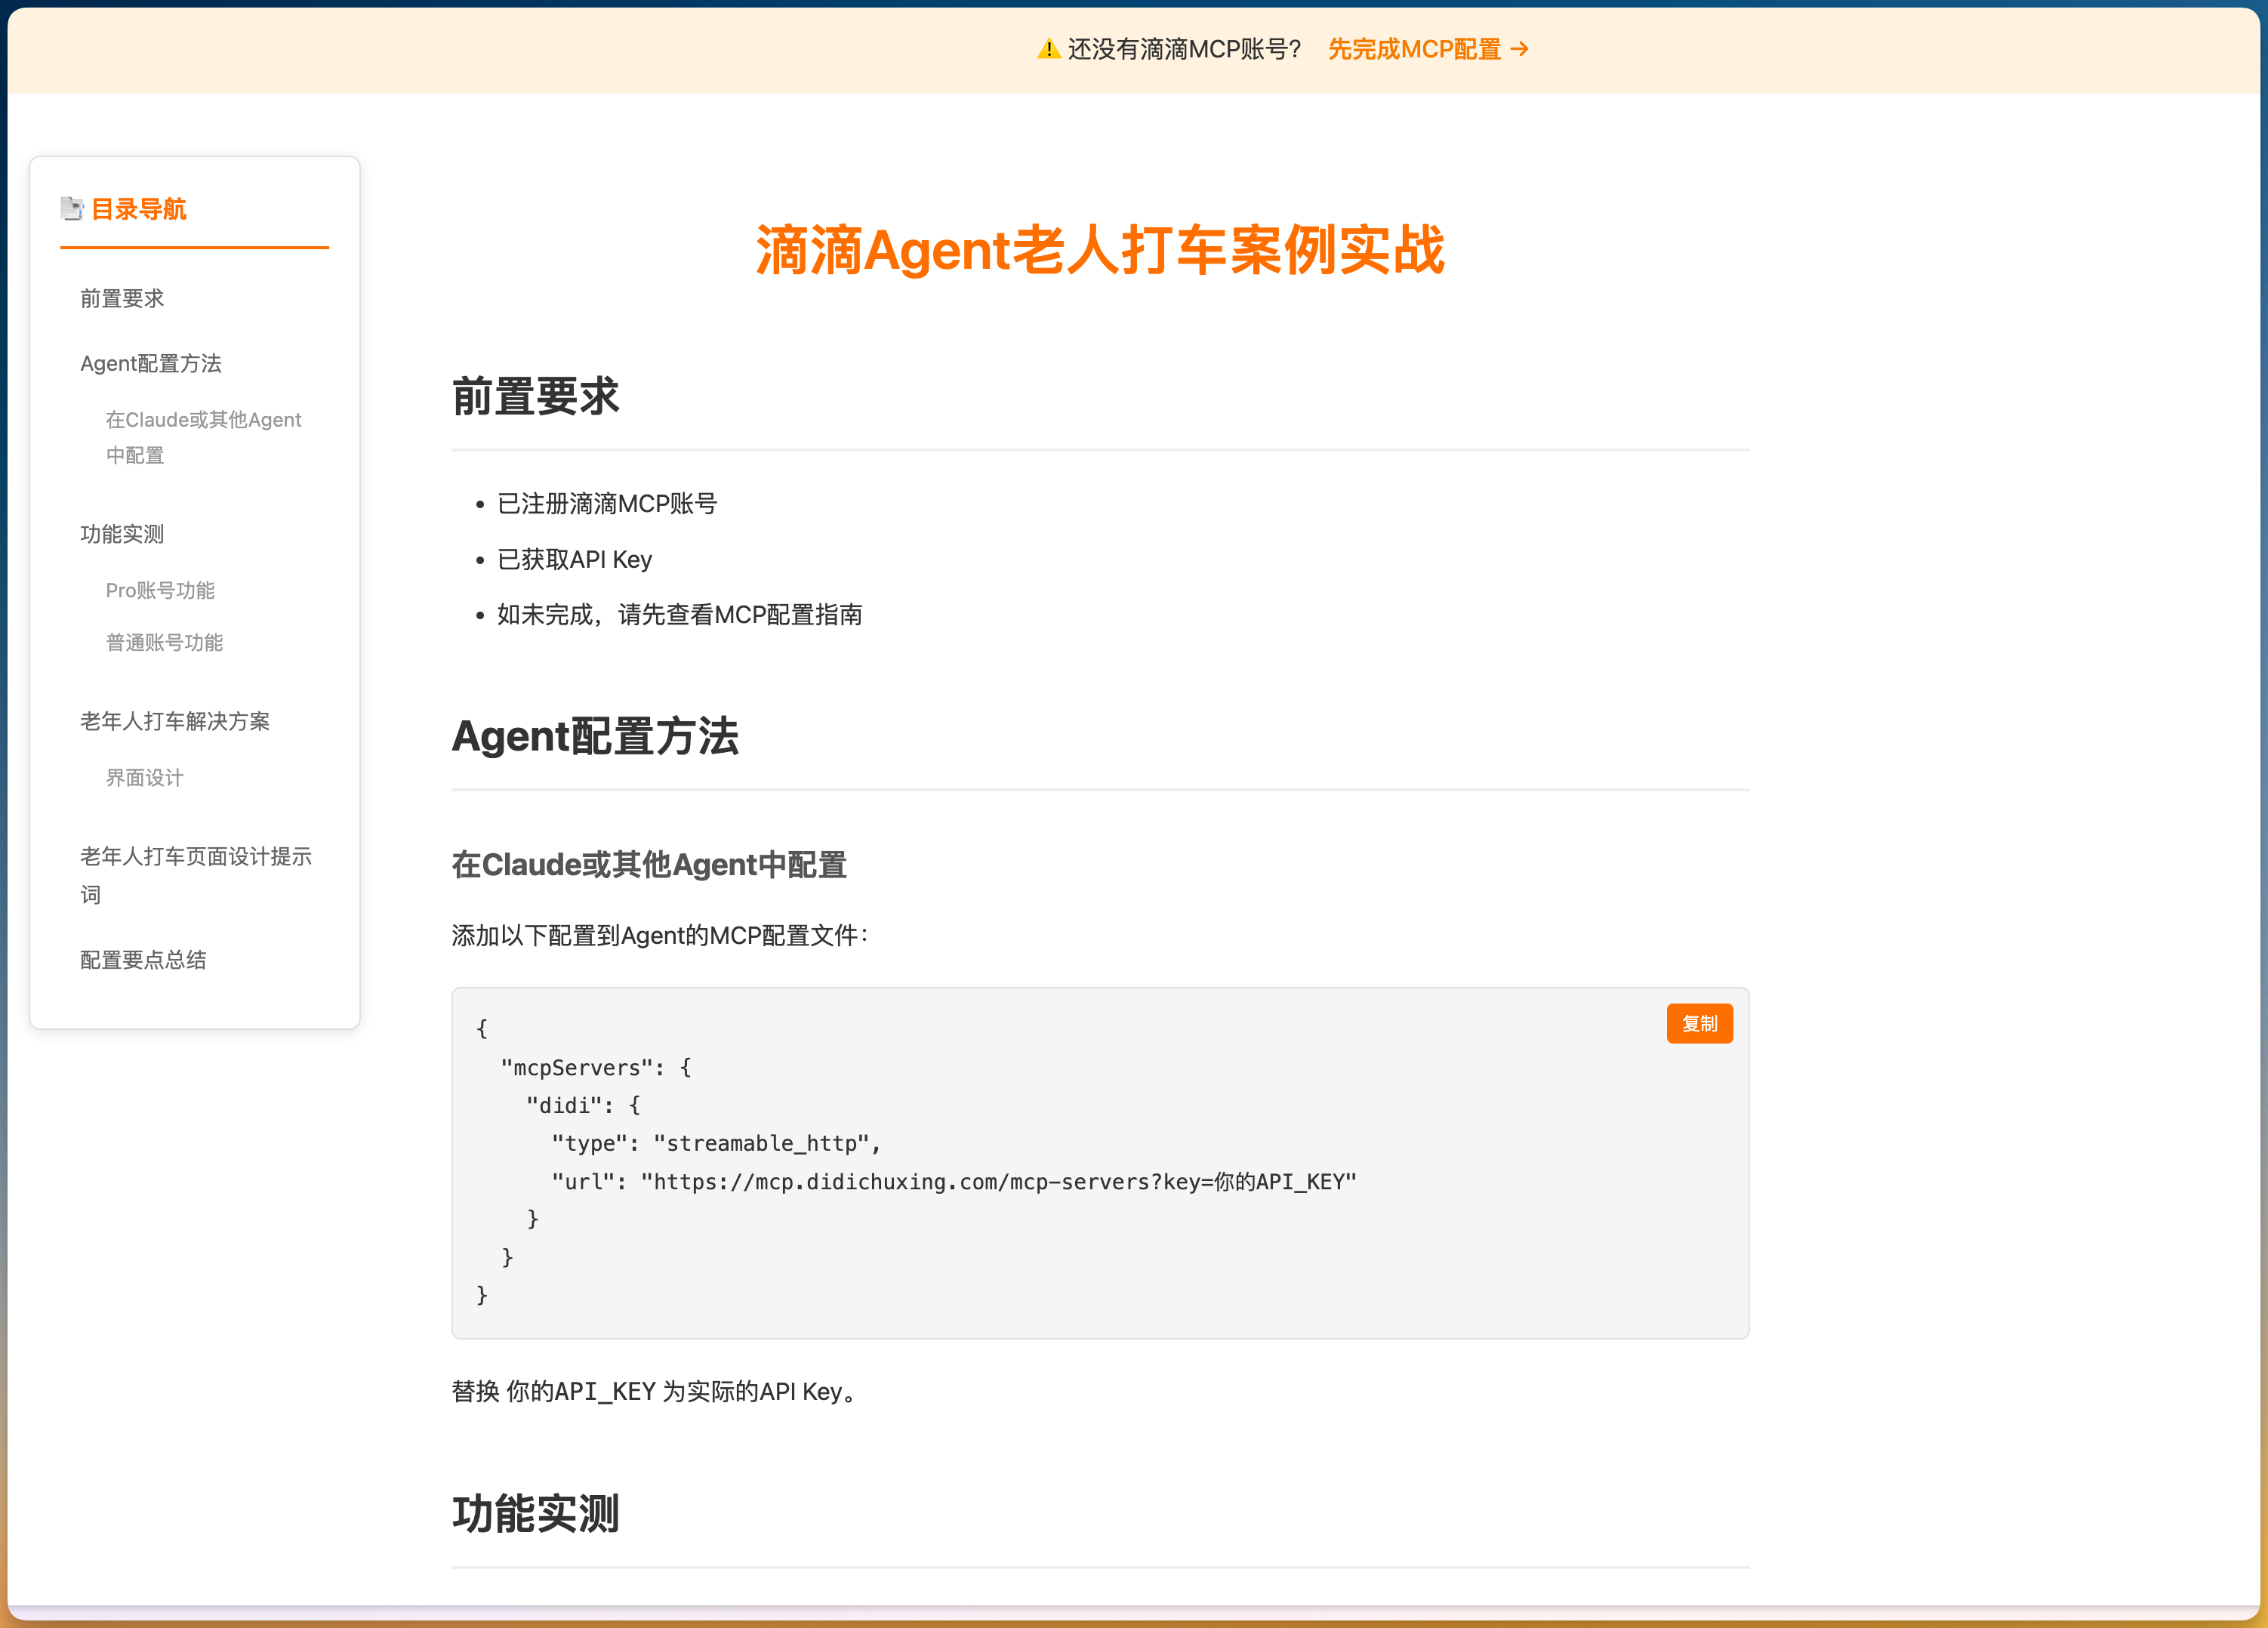 ⚠️ 还没有滴滴MCP账号? 先完成MCP配置 →
📑 目录导航
前置要求
Agent配置方法
在Claude或其他Agent
中配置
功能实测
Pro账号功能
普通账号功能
老年人打车解决方案
界面设计
老年人打车页面设计提示
词
配置要点总结
滴滴Agent老人打车案例实战
前置要求
• 已注册滴滴MCP账号
• 已获取API Key
• 如未完成，请先查看MCP配置指南
Agent配置方法
在Claude或其他Agent中配置
添加以下配置到Agent的MCP配置文件：
复制
{
  "mcpServers": {
    "didi": {
      "type": "streamable_http",
      "url": "https://mcp.didichuxing.com/mcp-servers?key=你的API_KEY"
    }
  }
}
替换 你的API_KEY 为实际的API Key。
功能实测